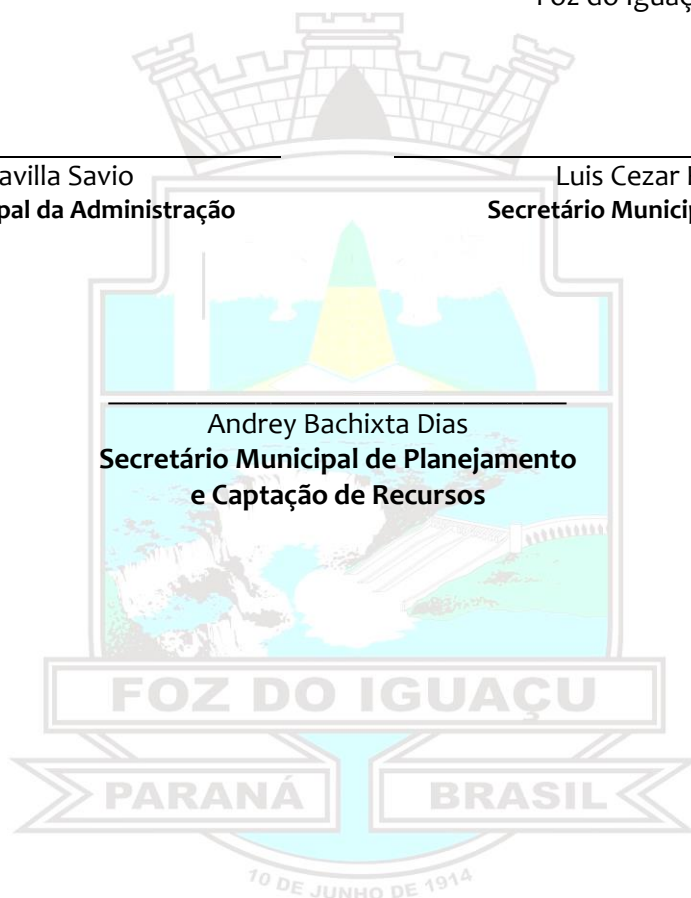 Foz do Iguaç
avilla Savio
Luis Cezar
pal da Administração
Secretário Municip
Andrey Bachixta Dias
Secretário Municipal de Planejamento
e Captação de Recursos
FOZ DO IGUAÇU
PARANÁ
BRASIL
10 DE JUNHO DE 1914